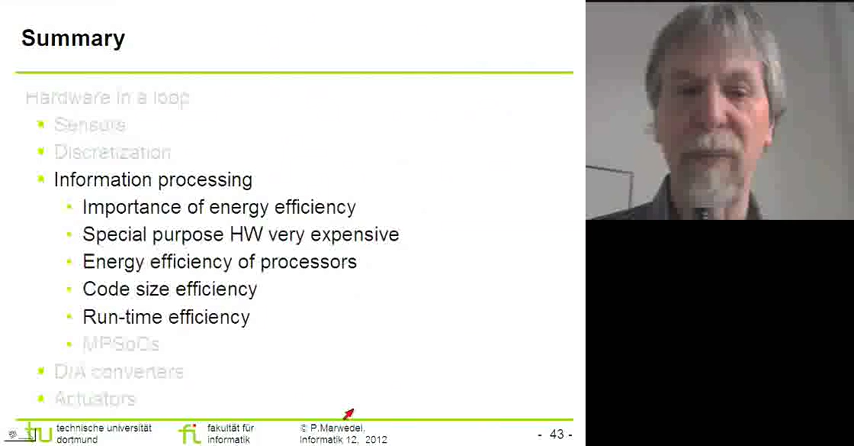 Summary
Hardware in a loop
Sensors
Discretization
Information processing
Importance of energy efficiency
Special purpose HW very expensive
Energy efficiency of processors
Code size efficiency
Run-time efficiency
MPSoCs
D/A converters
Actuators
technische universität
dortmund
fakultät für
informatik
© P.Marwedel,
Informatik 12, 2012
- 43 -